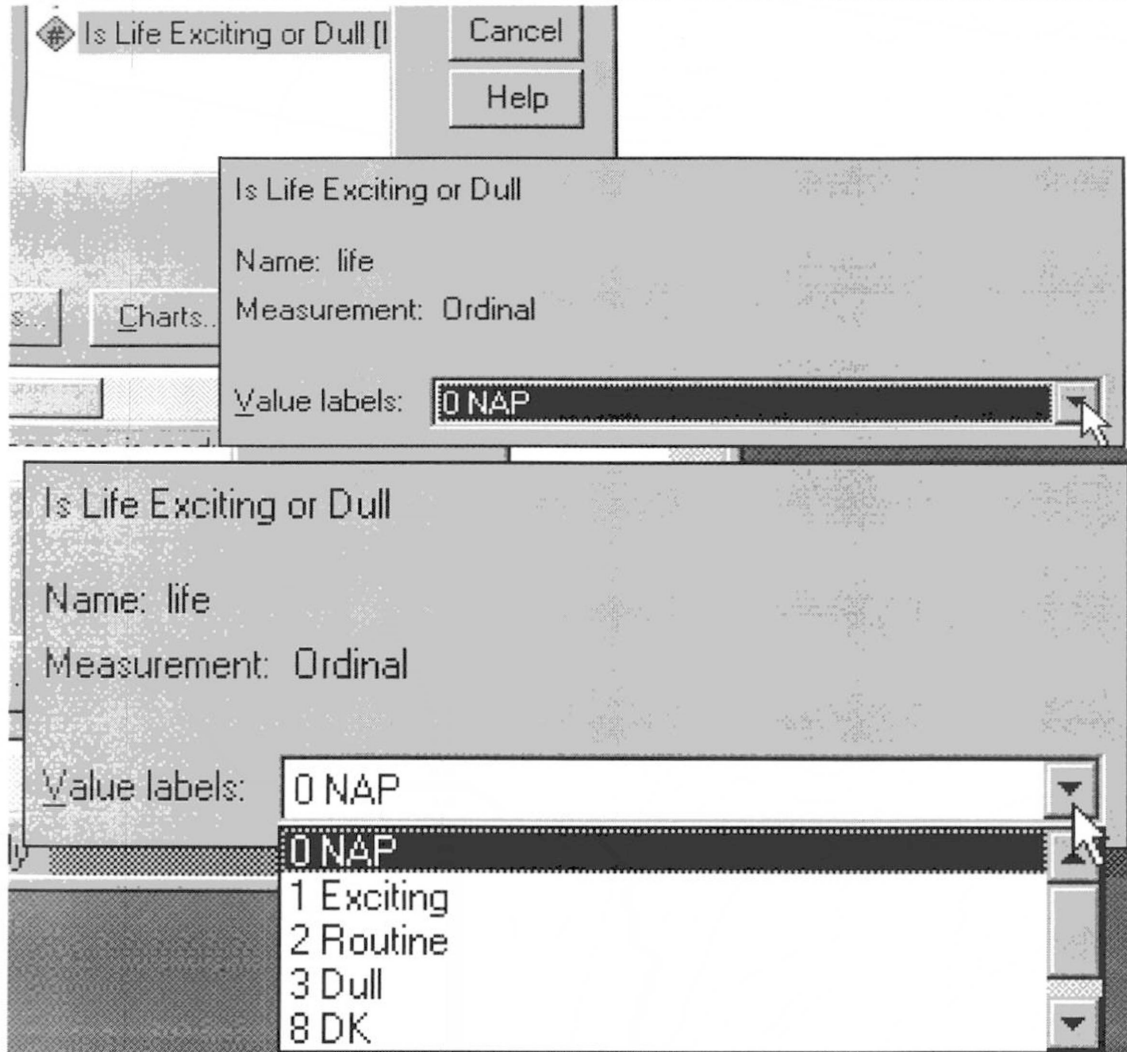 # Is Life Exciting or Dull [l
Cancel
Help
Is Life Exciting or Dull
Name: life
Measurement: Ordinal
s... Charts..
Value labels: 0 NAP
Is Life Exciting or Dull
Name: life
Measurement: Ordinal
Value labels: 0 NAP
0 NAP
1 Exciting
2 Routine
3 Dull
8 DK